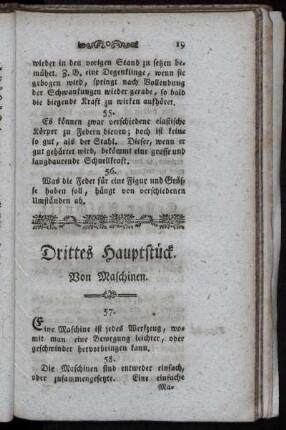 19
wieder in den vorigen Stand zu setzen be-
mühet. Z. B. eine Degenklinge, wenn sie
gebogen wird, springt nach Vollendung
der Schwankungen wieder gerade, so bald
die biegende Kraft zu wirken aufhöret.
55.
Es können zwar verschiedene elastische
Körper zu Federn dienen; doch ist keine
so gut, als der Stahl. Dieser, wenn er
gut gehärtet wird, bekömmt eine grosse und
langdaurende Schnellkraft.
56.
Was die Feder für eine Figur und Grös-
se haben soll, hängt von verschiedenen
Umständen ab.
Drittes Hauptstück.
Von Maschinen.
57.
Eine Maschine ist jedes Werkzeug, wo-
mit man eine Bewegung leichter, oder
geschwinder hervorbringen kann.
58.
Die Maschinen sind entweder einfach,
oder zusammengesetzte. Eine einfache
Ma-